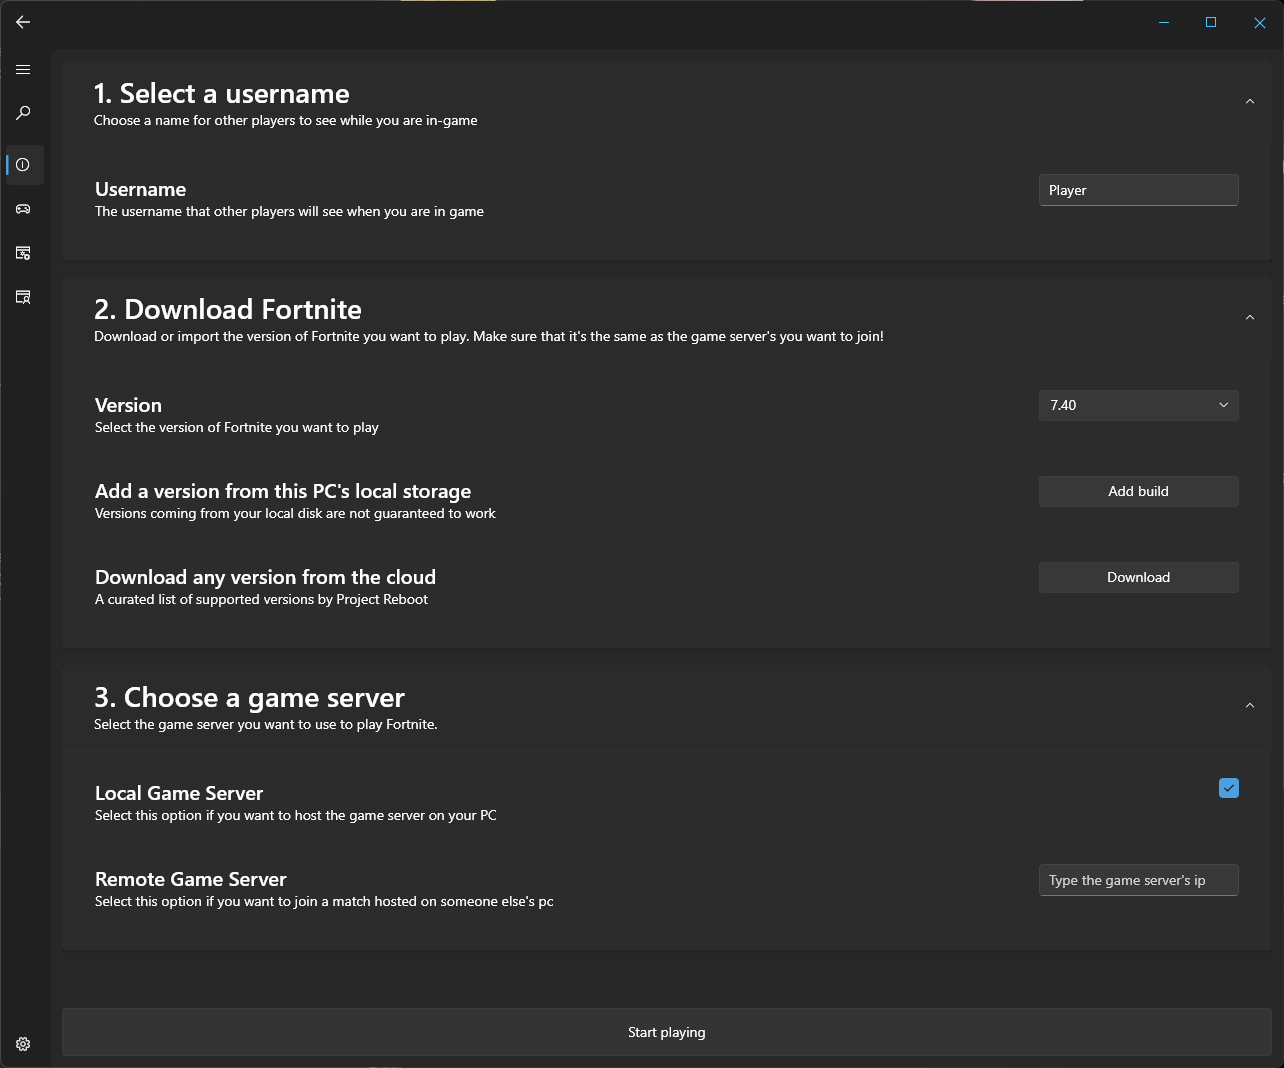 1. Select a username
Choose a name for other players to see while you are in-game
Username
Player
The username that other players will see when you are in game
2. Download Fortnite
Download or import the version of Fortnite you want to play. Make sure that it's the same as the game server's you want to join!
Version
7.40
Select the version of Fortnite you want to play
Add a version from this PC's local storage
Add build
Versions coming from your local disk are not guaranteed to work
Download any version from the cloud
Download
A curated list of supported versions by Project Reboot
3. Choose a game server
Select the game server you want to use to play Fortnite.
Local Game Server
Select this option if you want to host the game server on your PC
Remote Game Server
Type the game server's ip
Select this option if you want to join a match hosted on someone else's pc
Start playing